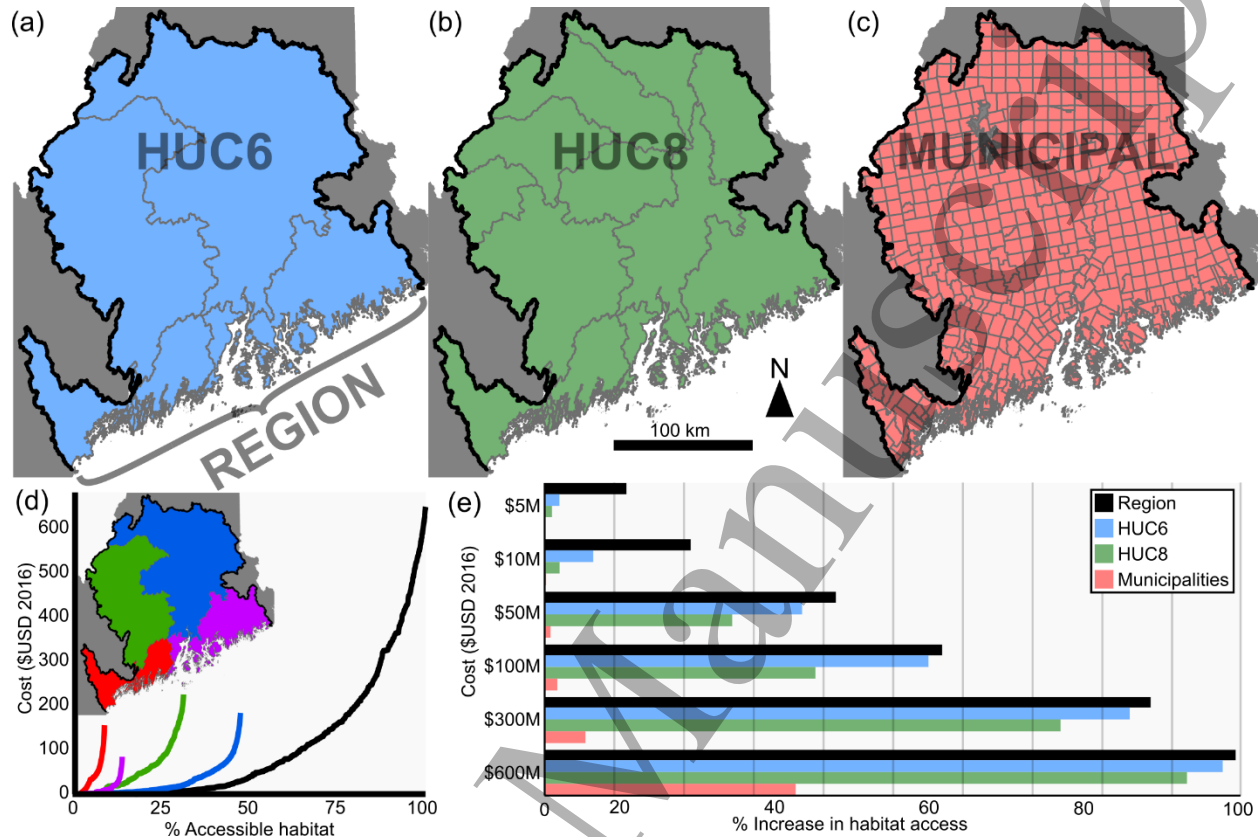 (a)
HUC6
REGION
(b)
HUC8
N
100 km
(c)
MUNICIPAL
(d)
Cost ($USD 2016)
600
500
400
300
200
100
0
0 25 50 75 100
% Accessible habitat
(e)
Cost ($USD 2016)
$5M
$10M
$50M
$100M
$300M
$600M
0 20 40 60 80 100
% Increase in habitat access
Region
HUC6
HUC8
Municipalities
Manuscrip